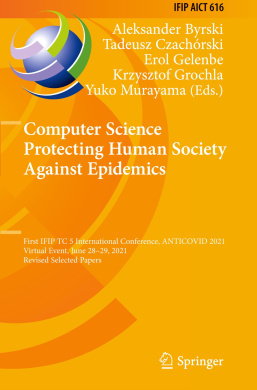 IFIP AICT 616
Aleksander Byrski
Tadeusz Czachórski
Erol Gelenbe
Krzysztof Grochla
Yuko Murayama (Eds.)
Computer Science
Protecting Human Society
Against Epidemics
First IFIP TC 5 International Conference, ANTICOVID 2021
Virtual Event, June 28–29, 2021
Revised Selected Papers
Springer